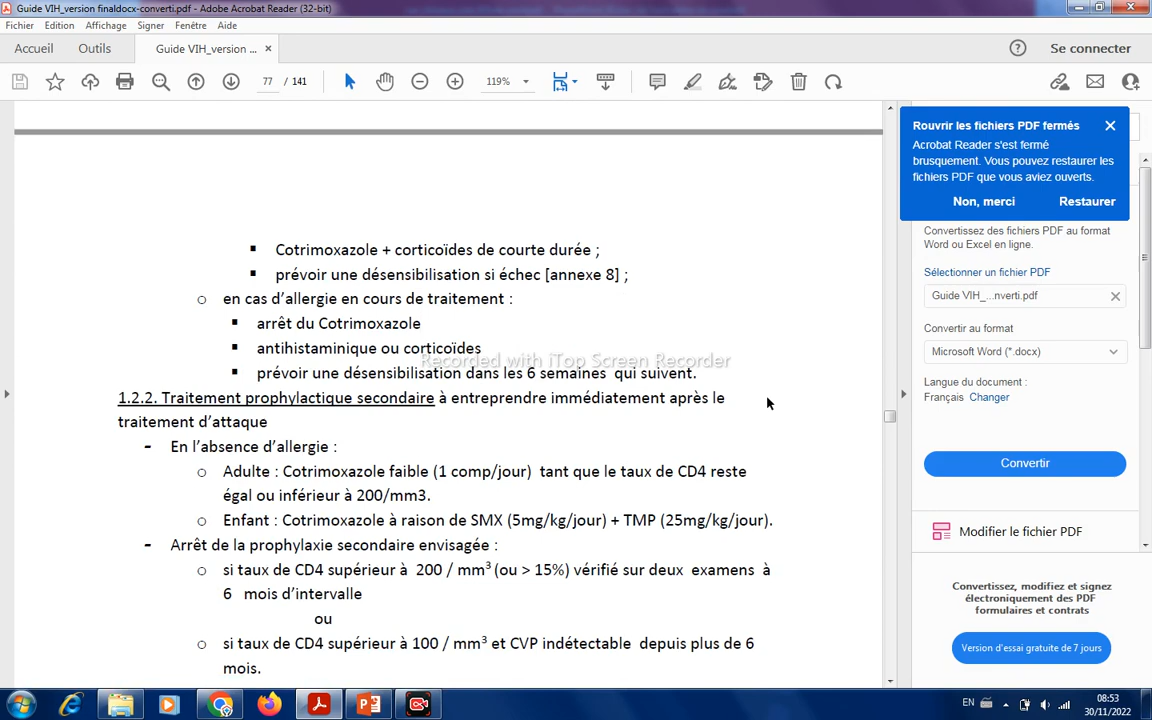 Guide VIH_version finaldocx-converti.pdf - Adobe Acrobat Reader (32-bit)
Fichier Edition Affichage Signer Fenêtre Aide
Accueil Outils Guide VIH_version ... × Se connecter
77 / 141 119%
Rouvrir les fichiers PDF fermés
Acrobat Reader s'est fermé
brusquement. Vous pouvez restaurer les
fichiers PDF que vous aviez ouverts.
Non, merci Restaurer
Convertissez des fichiers PDF au format
Word ou Excel en ligne.
Sélectionner un fichier PDF
Guide VIH_...nverti.pdf
Convertir au format
Microsoft Word (*.docx)
Langue du document :
Français Changer
Convertir
Modifier le fichier PDF
Convertissez, modifiez et signez
électroniquement des PDF
formulaires et contrats
Version d'essai gratuite de 7 jours
▪ Cotrimoxazole + corticoïdes de courte durée ;
▪ prévoir une désensibilisation si échec [annexe 8] ;
o en cas d'allergie en cours de traitement :
▪ arrêt du Cotrimoxazole
▪ antihistaminique ou corticoïdes
Recorded with iTop Screen Recorder
▪ prévoir une désensibilisation dans les 6 semaines qui suivent.
1.2.2. Traitement prophylactique secondaire à entreprendre immédiatement après le
traitement d'attaque
- En l'absence d'allergie :
o Adulte : Cotrimoxazole faible (1 comp/jour) tant que le taux de CD4 reste
égal ou inférieur à 200/mm3.
o Enfant : Cotrimoxazole à raison de SMX (5mg/kg/jour) + TMP (25mg/kg/jour).
- Arrêt de la prophylaxie secondaire envisagée :
o si taux de CD4 supérieur à 200 / mm³ (ou > 15%) vérifié sur deux examens à
6 mois d'intervalle
ou
o si taux de CD4 supérieur à 100 / mm³ et CVP indétectable depuis plus de 6
mois.
EN 08:53
30/11/2022